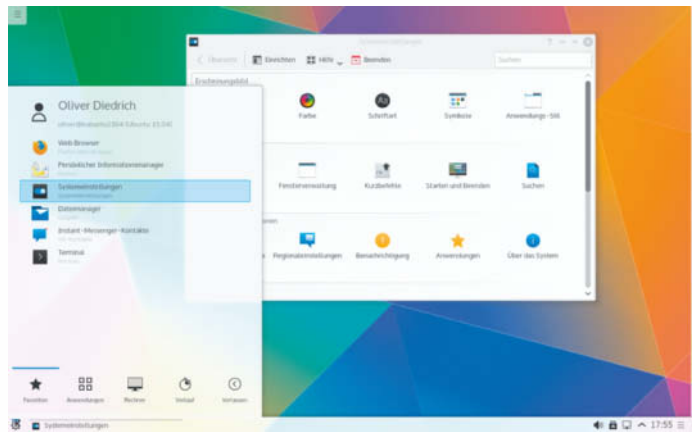 Systemeinstellungen
Übersicht Einrichten Hilfe Beenden Suchen
Erscheinungsbild
Farbe Schriftart Symbole Anwendungs-Stil
Fensterverwaltung Kurzbefehle Starten und Beenden Suchen
Regionaleinstellungen Benachrichtigung Anwendungen Über das System
Oliver Diedrich
Web Browser
Persönlicher Informationsmanager
Systemeinstellungen
Systemeinstellungen
Dateimanager
Instant-Messenger-Kontakte
Terminal
Favoriten Anwendungen Rechner Verlauf Verlassen
Systemeinstellungen
17:55